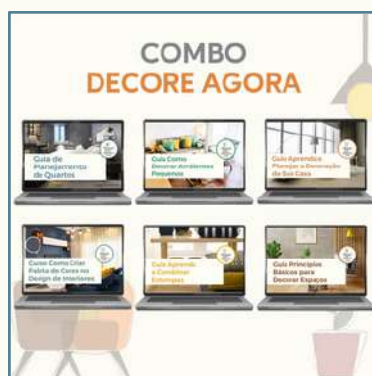 COMBO
DECORE AGORA
Guia de
Planejamento
de Quartos
Guia Como
Decorar Ambientes
Pequenos
Guia Aprenda a
Planejar a Decoração
da Sua Casa
Curso Como Criar
Paleta de Cores no
Design de Interiores
Guia Aprenda
a Combinar
Estampas
Guia Princípios
Básicos para
Decorar Espaços